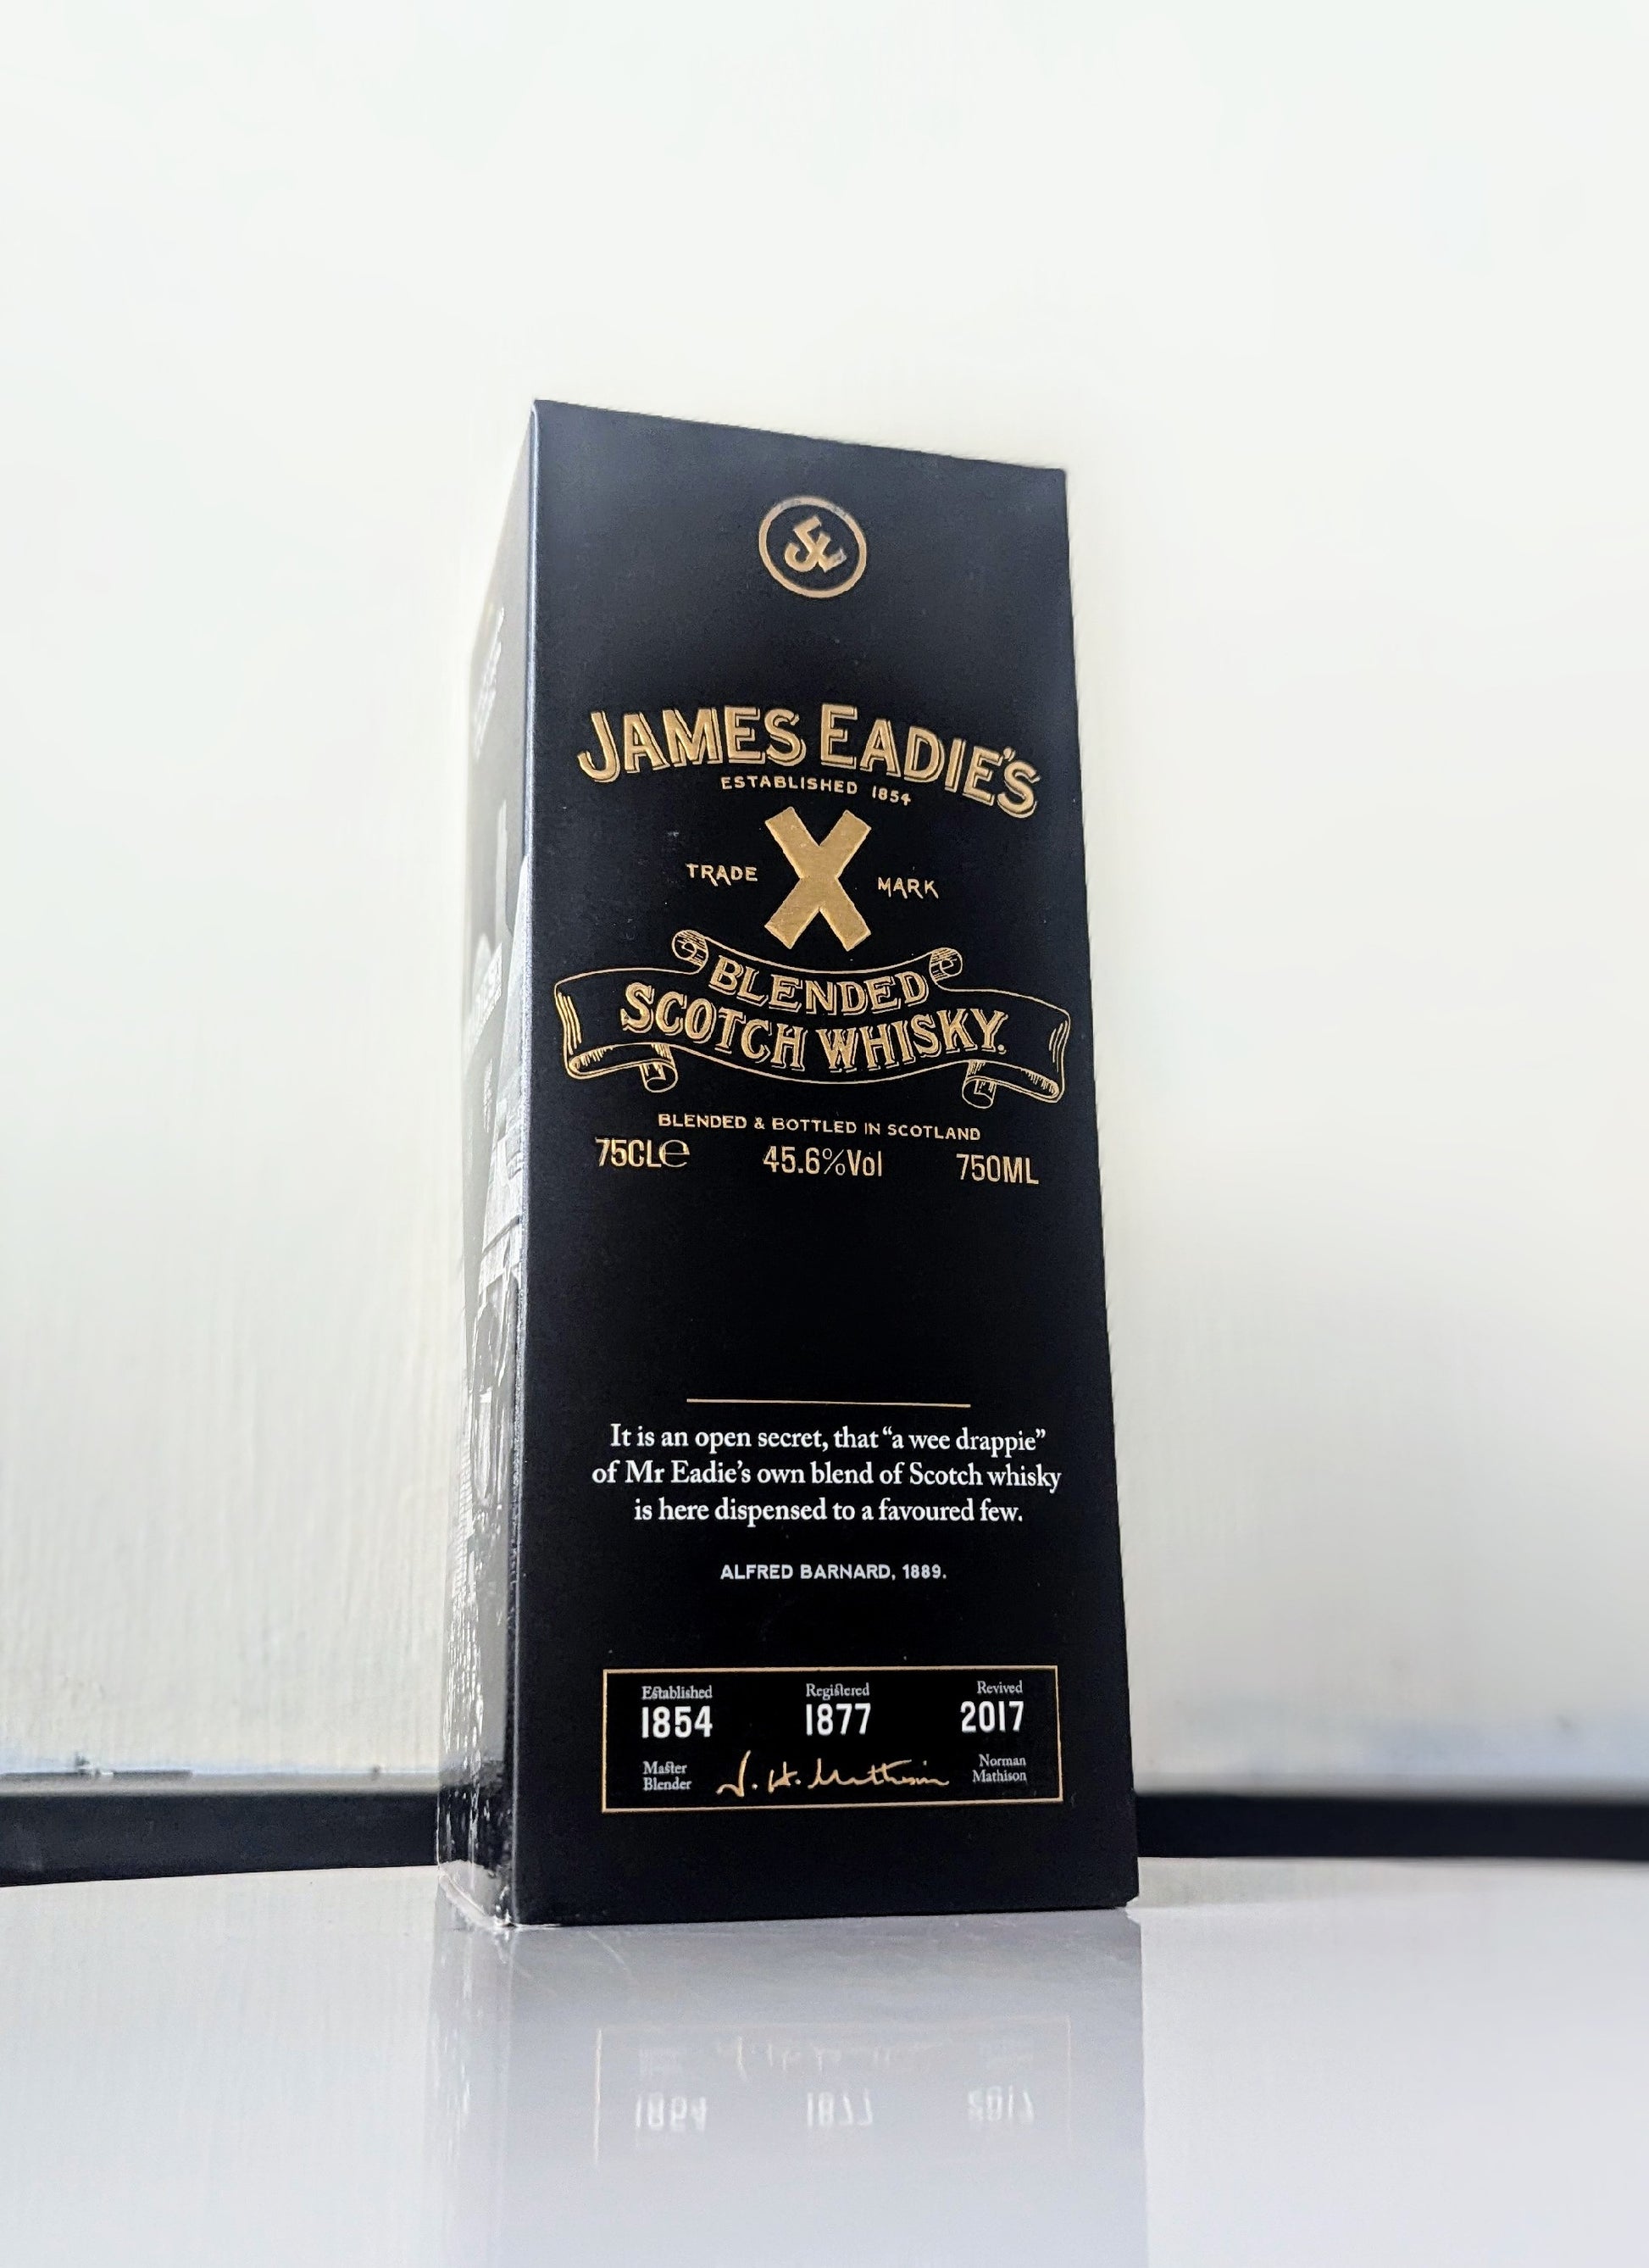 JAMES EADIE'S
ESTABLISHED 1854
TRADE X MARK
BLENDED
SCOTCH WHISKY.
BLENDED & BOTTLED IN SCOTLAND
75CLe 45.6%Vol 750ML
It is an open secret, that “a wee drappie”
of Mr Eadie’s own blend of Scotch whisky
is here dispensed to a favoured few.
ALFRED BARNARD, 1889.
Established Registered Revived
1854 1877 2017
Master Norman
Blender J. H. Mathison Mathison